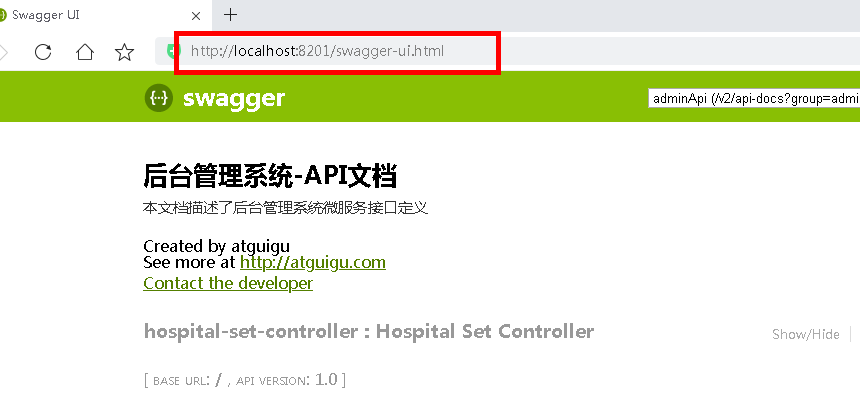 Swagger UI
http://localhost:8201/swagger-ui.html
{··}
swagger
adminApi (/v2/api-docs?group=admi
后台管理系统-API文档
本文档描述了后台管理系统微服务接口定义
Created by atguigu
See more at http://atguigu.com
Contact the developer
hospital-set-controller : Hospital Set Controller
Show/Hide
[ BASE URL: / , API VERSION: 1.0 ]